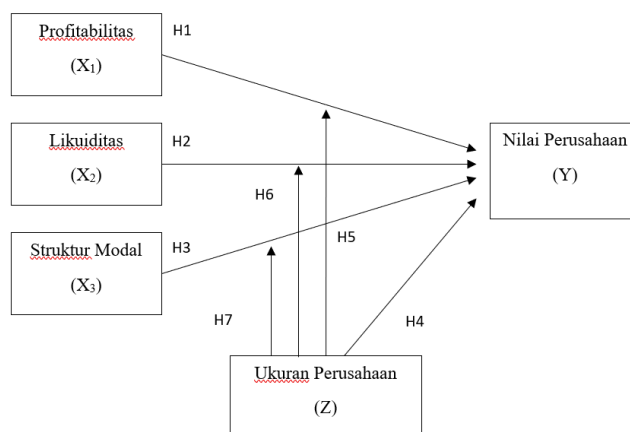 Profitabilitas
(X₁)
H1
Likuiditas
(X₂)
H2
Nilai Perusahaan
(Y)
H6
Struktur Modal
(X₃)
H3
H5
H7
H4
Ukuran Perusahaan
(Z)